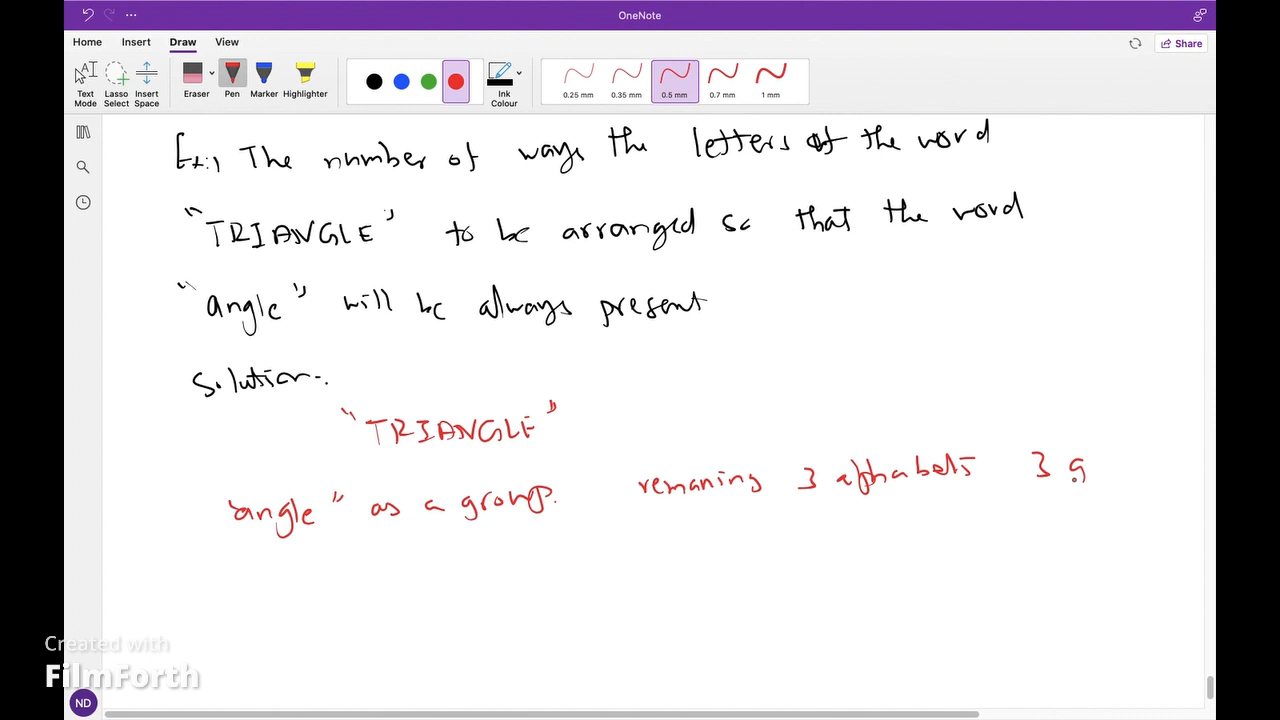 OneNote
Home Insert Draw View
Share
Text Mode Lasso Select Insert Space Eraser Pen Marker Highlighter Ink Colour 0.25 mm 0.35 mm 0.5 mm 0.7 mm 1 mm
Ex:1 The number of ways the letters of the word
"TRIANGLE" to be arranged so that the word
"angle" will be always present
Solution:.
"TRIANGLE"
"angle" as a group. remaning 3 alphabets 3 g
Created with
FilmForth
ND